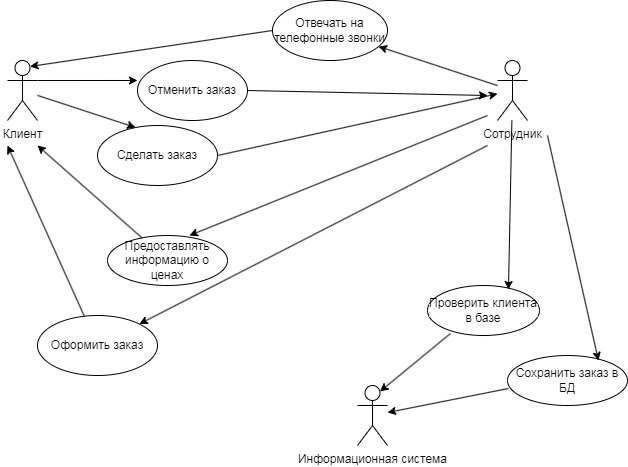 Отвечать на
телефонные звонки
Отменить заказ
Клиент
Сотрудник
Сделать заказ
Предоставлять
информацию о
ценах
Проверить клиента
в базе
Оформить заказ
Сохранить заказ в
БД
Информационная система